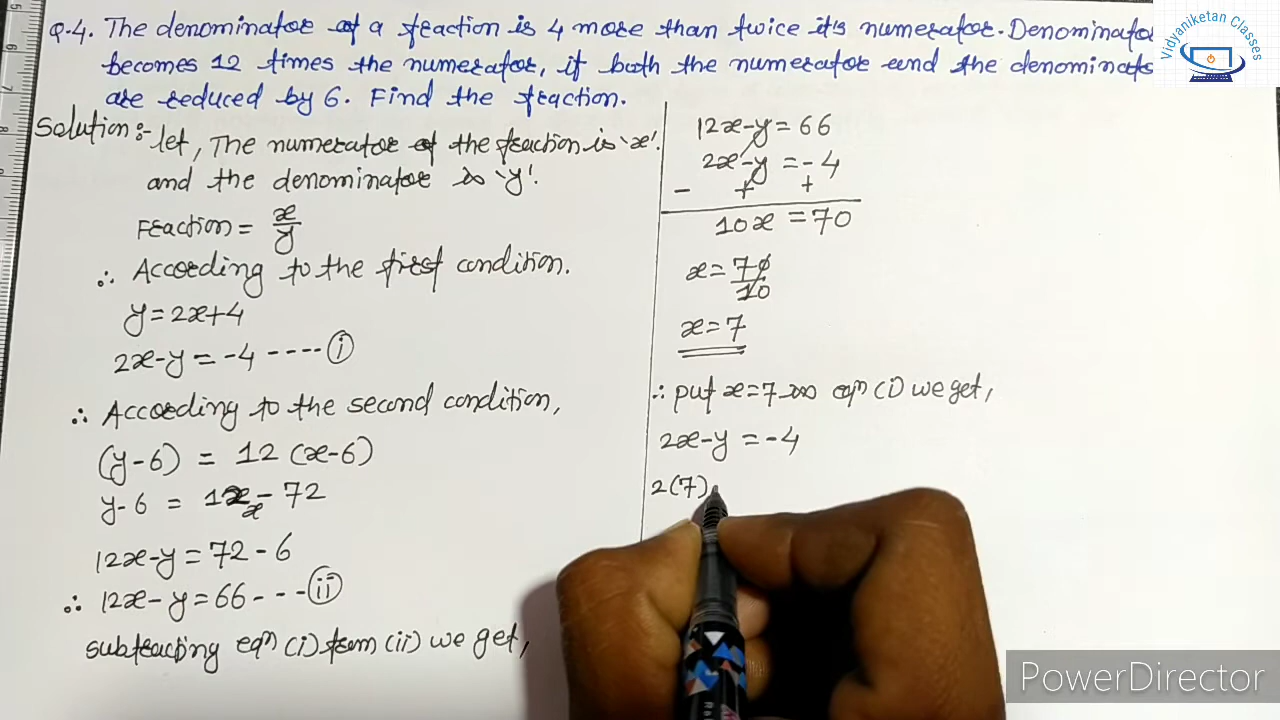 Q-4. The denominator of a fraction is 4 more than twice it's numerator. Denominator
becomes 12 times the numerator, if both the numerator and the denominator
are reduced by 6. Find the fraction.
Solution:- let, The numerator of the fraction is 'x'.
and the denominator is 'y'.
Fraction = x/y
∴ According to the first condition.
y = 2x+4
2x-y = -4 ---- (i)
∴ According to the second condition,
(y-6) = 12 (x-6)
y-6 = 12x - 72
12x-y = 72 - 6
∴ 12x-y = 66 --- (ii)
subtracting eqn (i) from (ii) we get,
12x-y = 66
2x-y = -4
- + +
10x = 70
x = 70/10
x = 7
∴ put x=7 in eqn (i) we get,
2x-y = -4
2(7)
Vidyaniketan Classes
PowerDirector